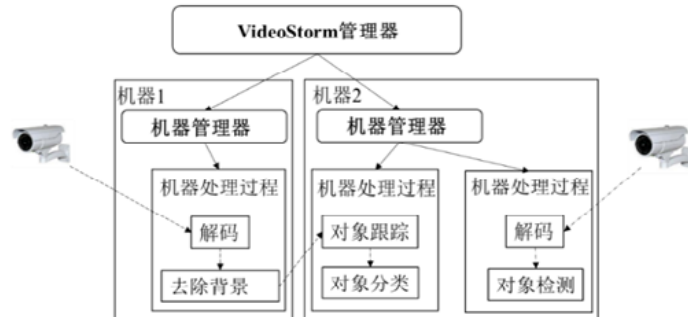 VideoStorm管理器
机器1
机器2
机器管理器
机器管理器
机器处理过程
机器处理过程
机器处理过程
解码
对象跟踪
解码
去除背景
对象分类
对象检测